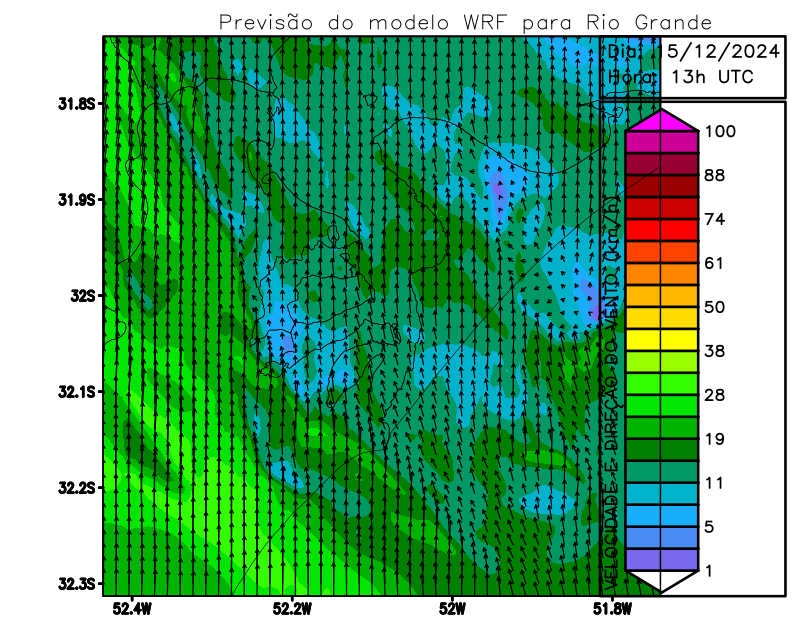 Previsão do modelo WRF para Rio Grande
Dia: 15/12/2024
Hora: 13h UTC
31.8S
31.9S
32S
32.1S
32.2S
32.3S
52.4W
52.2W
52W
51.8W
VELOCIDADE E DIREÇÃO DO VENTO (km/h)
100
88
74
61
50
38
28
19
11
5
1